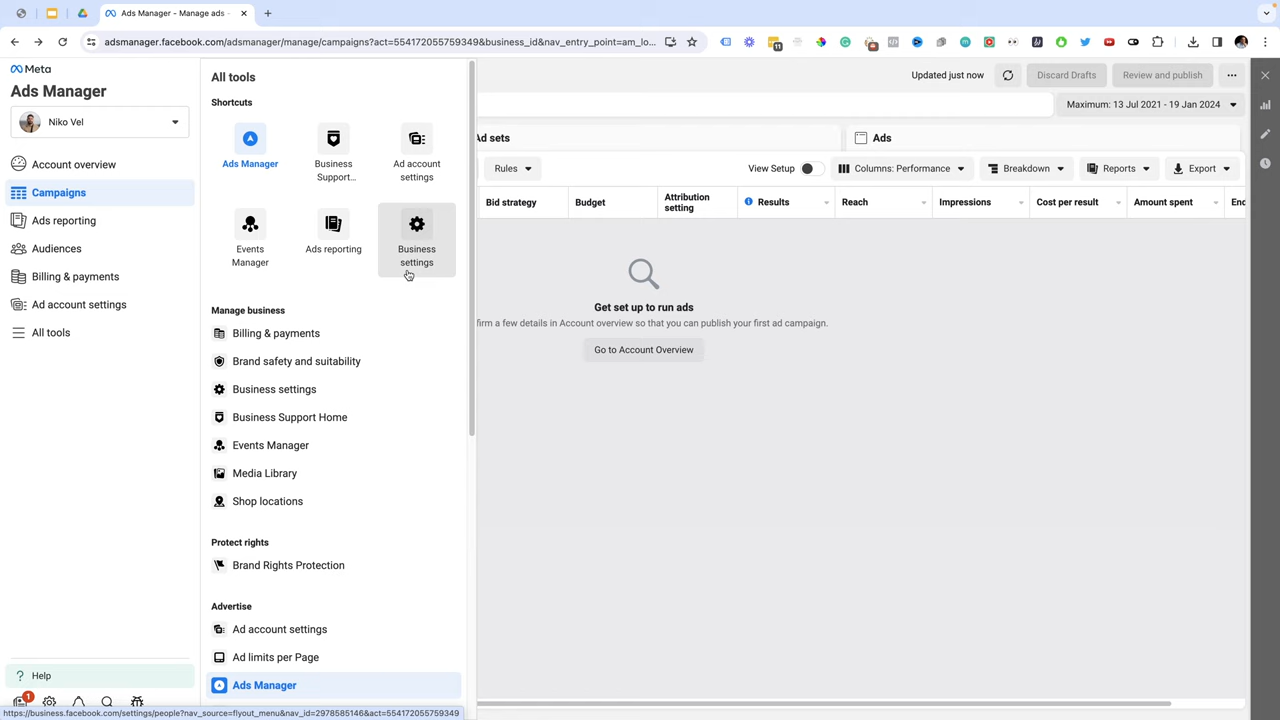 Ads Manager - Manage ads -
adsmanager.facebook.com/adsmanager/manage/campaigns?act=554172055759349&business_id&nav_entry_point=am_lo...
11
Meta
Ads Manager
Niko Vel
Account overview
Campaigns
Ads reporting
Audiences
Billing & payments
Ad account settings
All tools
Help
1
All tools
Shortcuts
Ads Manager
Business
Support...
Ad account
settings
Events
Manager
Ads reporting
Business
settings
Manage business
Billing & payments
Brand safety and suitability
Business settings
Business Support Home
Events Manager
Media Library
Shop locations
Protect rights
Brand Rights Protection
Advertise
Ad account settings
Ad limits per Page
Ads Manager
Updated just now
Discard Drafts
Review and publish
Maximum: 13 Jul 2021 - 19 Jan 2024
Ad sets
Ads
Rules
View Setup
Columns: Performance
Breakdown
Reports
Export
Bid strategy
Budget
Attribution
setting
Results
Reach
Impressions
Cost per result
Amount spent
End
Get set up to run ads
firm a few details in Account overview so that you can publish your first ad campaign.
Go to Account Overview
https://business.facebook.com/settings/people?nav_source=flyout_menu&nav_id=2978585146&act=554172055759349